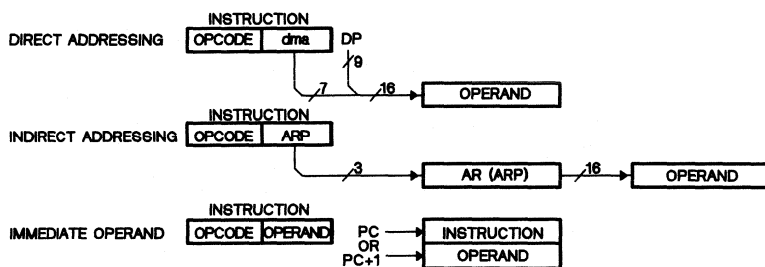 INSTRUCTION
DIRECT ADDRESSING OPCODE dma DP
9
7 16 OPERAND
INSTRUCTION
INDIRECT ADDRESSING OPCODE ARP
3 AR (ARP) 16 OPERAND
INSTRUCTION
IMMEDIATE OPERAND OPCODE OPERAND PC INSTRUCTION
OR
PC+1 OPERAND